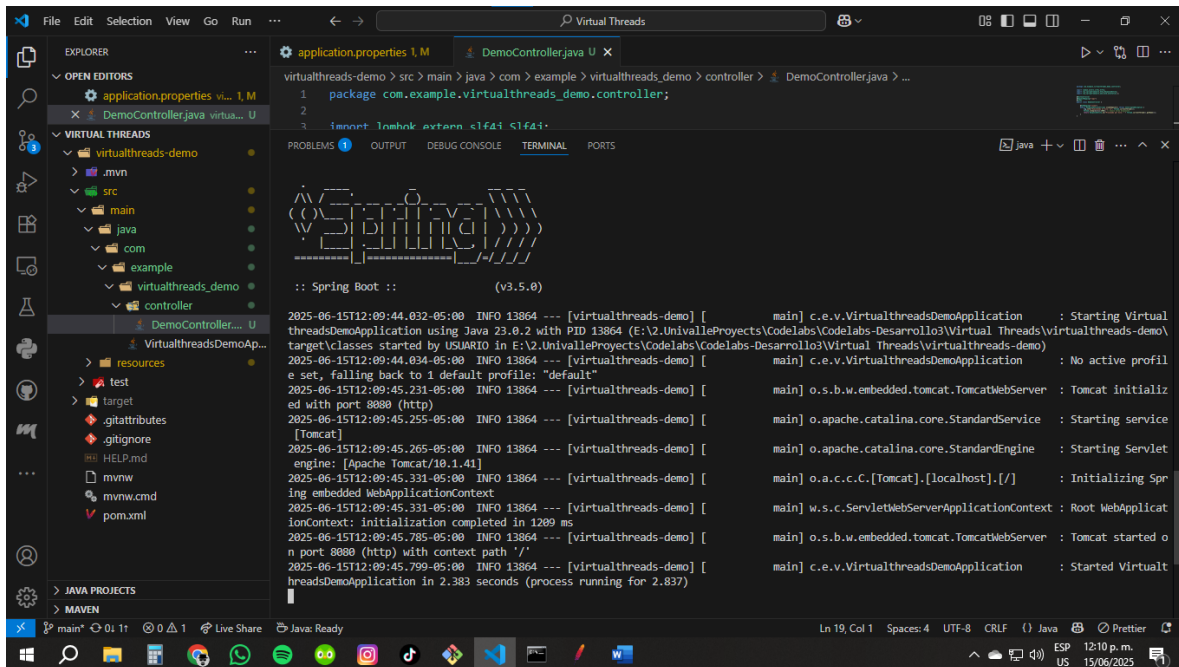 File Edit Selection View Go Run ··· Virtual Threads
EXPLORER
OPEN EDITORS
application.properties vi... 1, M
DemoController.java virtua... U
VIRTUAL THREADS
virtualthreads-demo
.mvn
src
main
java
com
example
virtualthreads_demo
controller
DemoController.... U
VirtualthreadsDemoAp...
resources
test
target
.gitattributes
.gitignore
HELP.md
mvnw
mvnw.cmd
pom.xml
JAVA PROJECTS
MAVEN
application.properties 1, M DemoController.java U
virtualthreads-demo > src > main > java > com > example > virtualthreads_demo > controller > DemoController.java > ...
1 package com.example.virtualthreads_demo.controller;
2
3 import lombok.extern.slf4j.Slf4j;
PROBLEMS 1 OUTPUT DEBUG CONSOLE TERMINAL PORTS java
Spring
:: Spring Boot :: (v3.5.0)
2025-06-15T12:09:44.032-05:00 INFO 13864 --- [virtualthreads-demo] [ main] c.e.v.VirtualthreadsDemoApplication : Starting Virtual
threadsDemoApplication using Java 23.0.2 with PID 13864 (E:\2.UnivalleProyects\Codelabs\Codelabs-Desarrollo3\Virtual Threads\virtualthreads-demo\
target\classes started by USUARIO in E:\2.UnivalleProyects\Codelabs\Codelabs-Desarrollo3\Virtual Threads\virtualthreads-demo)
2025-06-15T12:09:44.034-05:00 INFO 13864 --- [virtualthreads-demo] [ main] c.e.v.VirtualthreadsDemoApplication : No active profil
e set, falling back to 1 default profile: "default"
2025-06-15T12:09:45.231-05:00 INFO 13864 --- [virtualthreads-demo] [ main] o.s.b.w.embedded.tomcat.TomcatWebServer : Tomcat initializ
ed with port 8080 (http)
2025-06-15T12:09:45.255-05:00 INFO 13864 --- [virtualthreads-demo] [ main] o.apache.catalina.core.StandardService : Starting service
[Tomcat]
2025-06-15T12:09:45.265-05:00 INFO 13864 --- [virtualthreads-demo] [ main] o.apache.catalina.core.StandardEngine : Starting Servlet
engine: [Apache Tomcat/10.1.41]
2025-06-15T12:09:45.331-05:00 INFO 13864 --- [virtualthreads-demo] [ main] o.a.c.c.C.[Tomcat].[localhost].[/] : Initializing Spr
ing embedded WebApplicationContext
2025-06-15T12:09:45.331-05:00 INFO 13864 --- [virtualthreads-demo] [ main] w.s.c.ServletWebServerApplicationContext : Root WebApplicat
ionContext: initialization completed in 1209 ms
2025-06-15T12:09:45.785-05:00 INFO 13864 --- [virtualthreads-demo] [ main] o.s.b.w.embedded.tomcat.TomcatWebServer : Tomcat started o
n port 8080 (http) with context path '/'
2025-06-15T12:09:45.799-05:00 INFO 13864 --- [virtualthreads-demo] [ main] c.e.v.VirtualthreadsDemoApplication : Started Virtualt
hreadsDemoApplication in 2.383 seconds (process running for 2.837)
main* 0↓ 1↑ 0 1 Live Share Java: Ready Ln 19, Col 1 Spaces: 4 UTF-8 CRLF {} Java Prettier
ESP 12:10 p. m.
US 15/06/2025